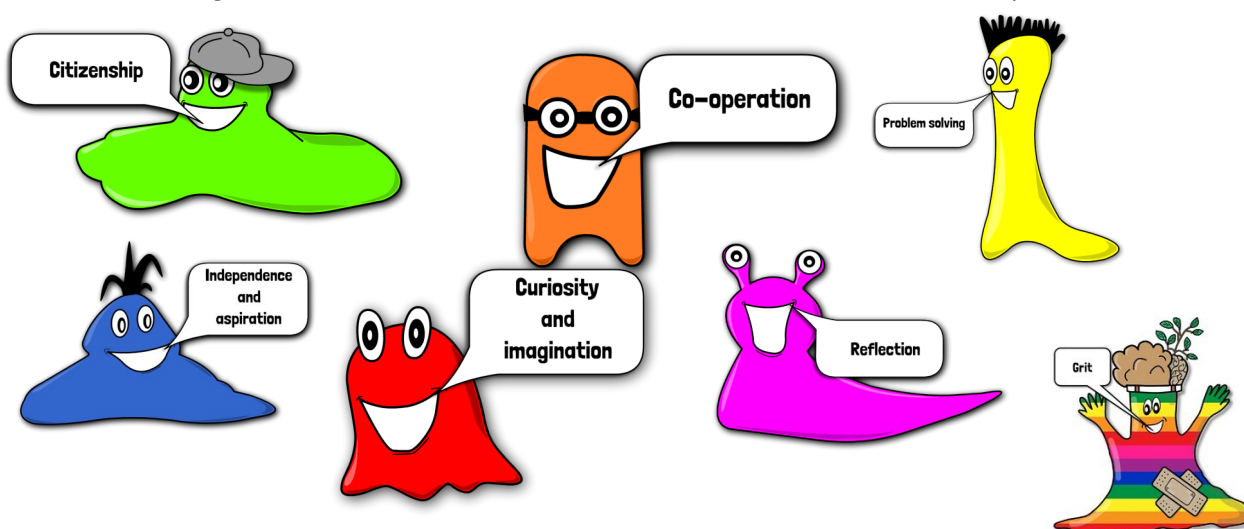 Citizenship
Co-operation
Problem solving
Independence
and
aspiration
Curiosity
and
imagination
Reflection
Grit